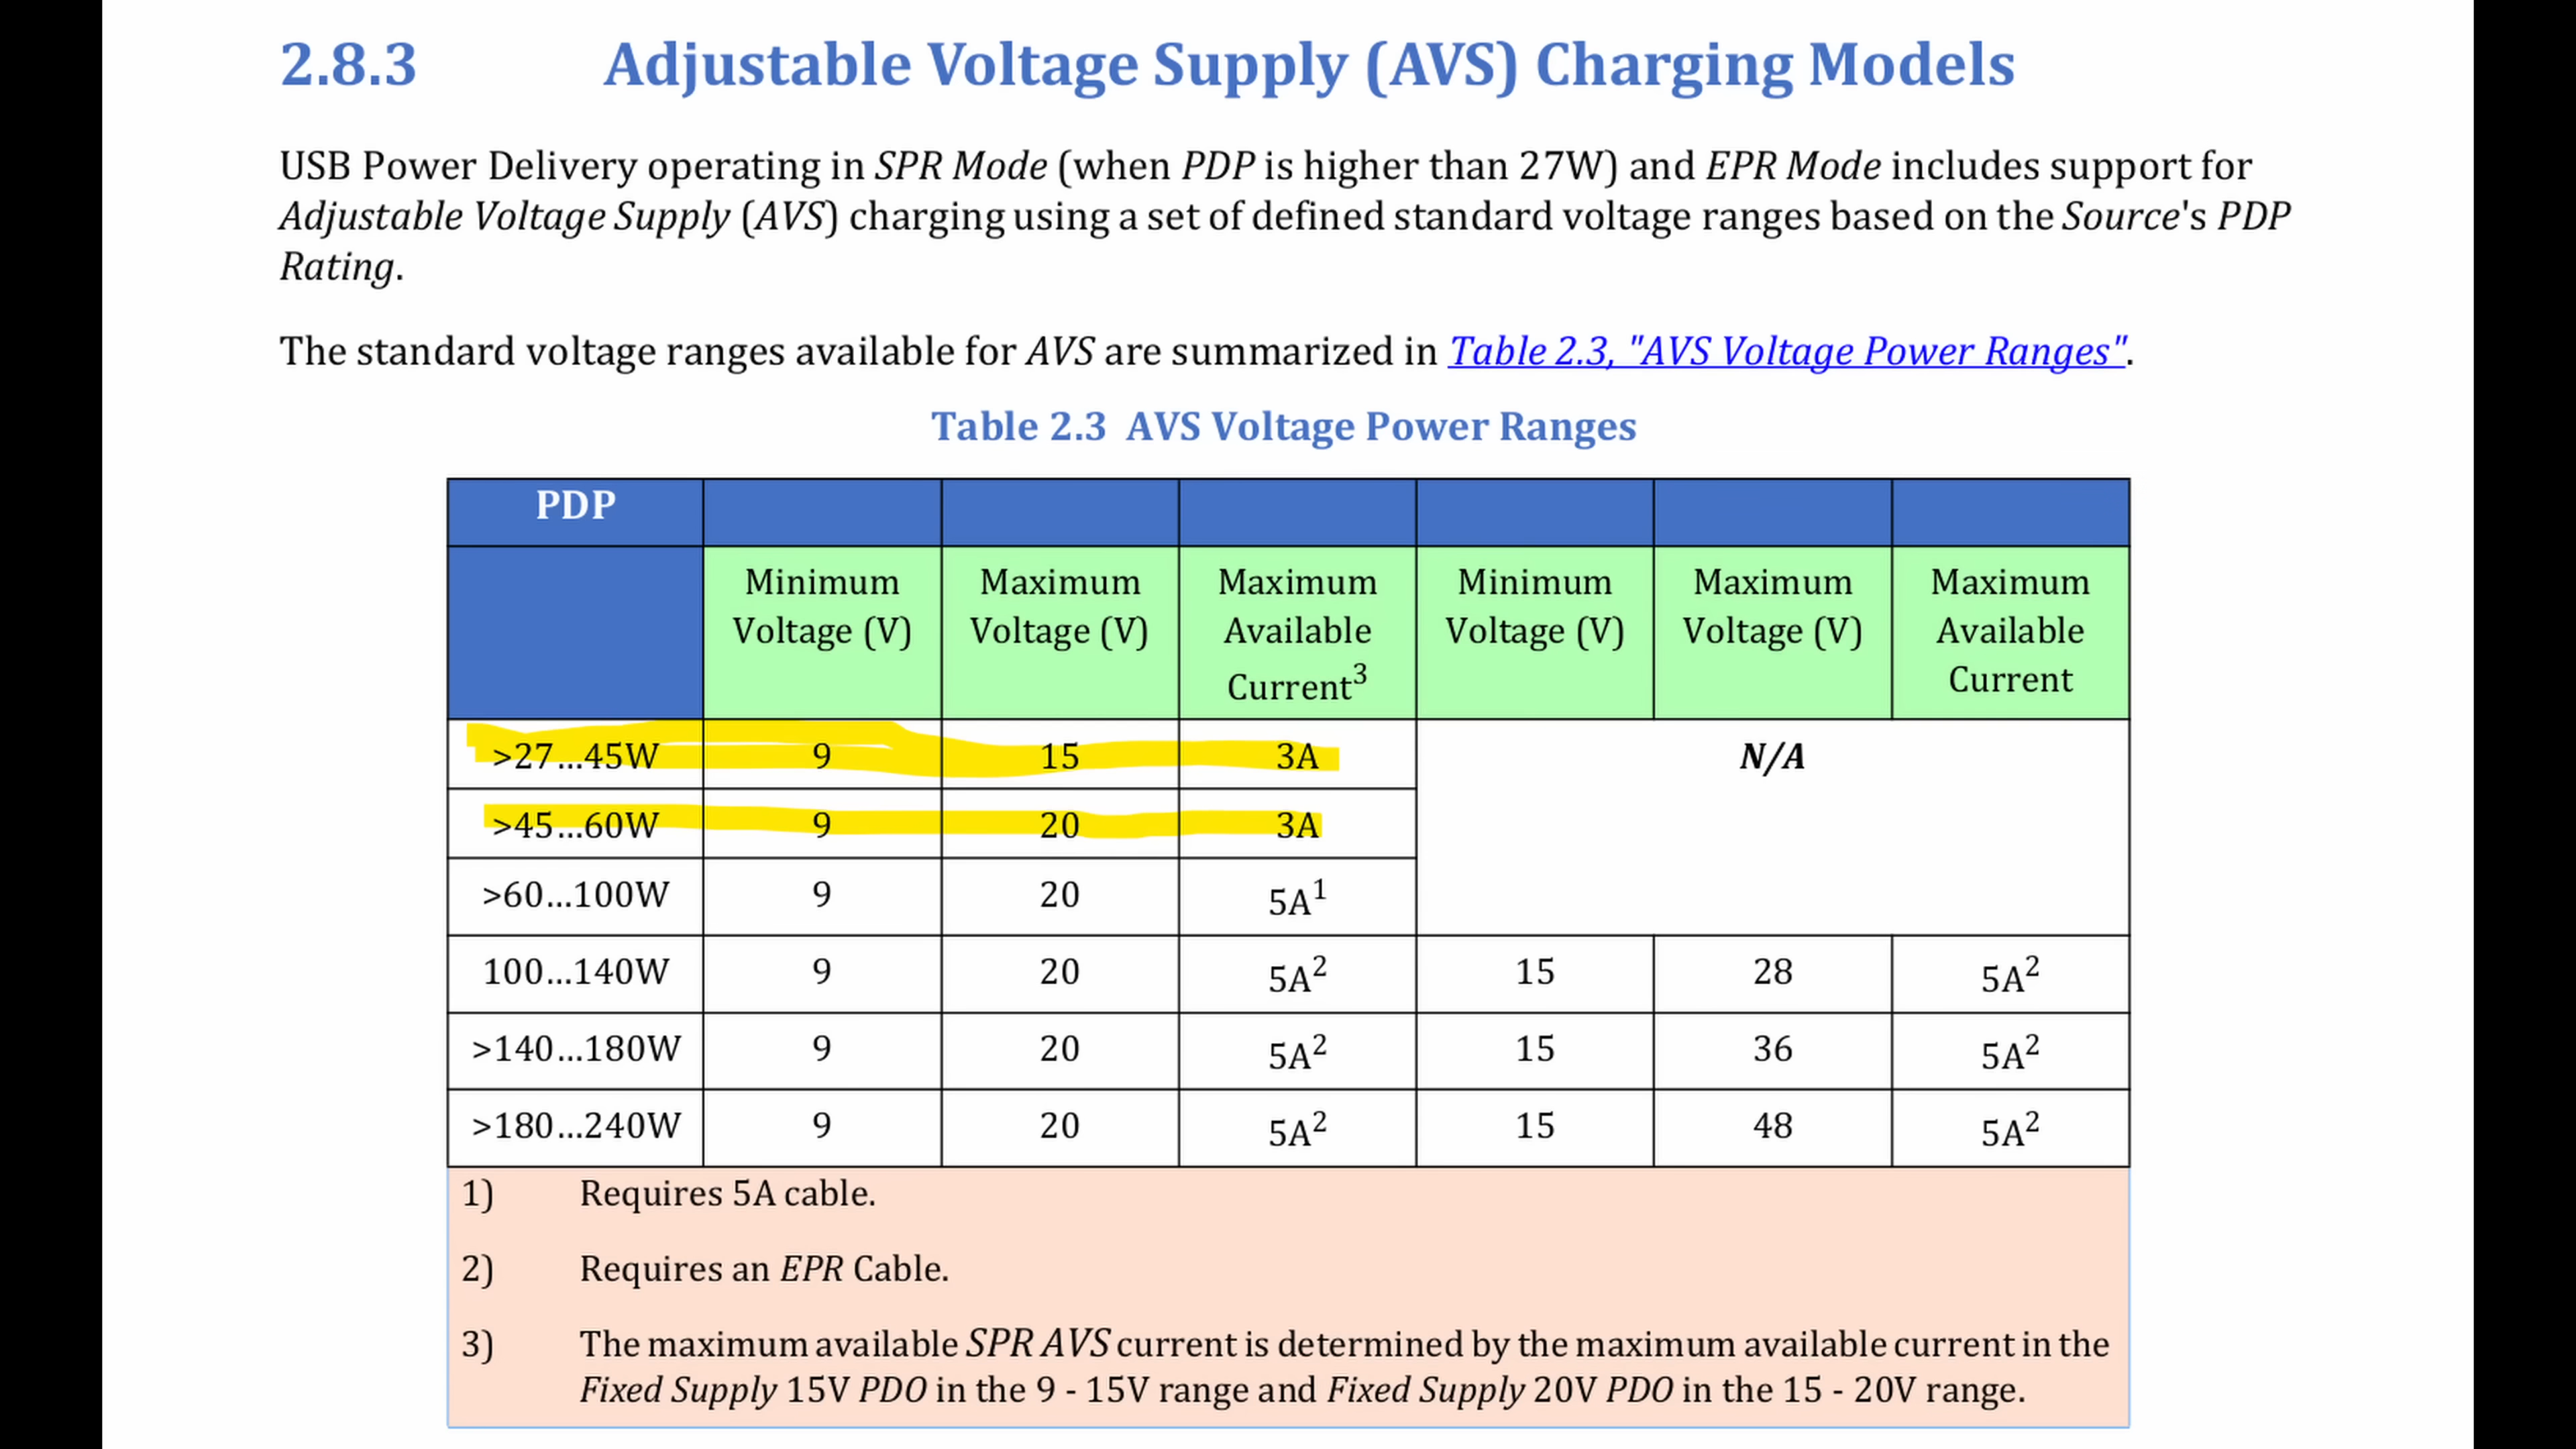 2.8.3 Adjustable Voltage Supply (AVS) Charging Models
USB Power Delivery operating in SPR Mode (when PDP is higher than 27W) and EPR Mode includes support for
Adjustable Voltage Supply (AVS) charging using a set of defined standard voltage ranges based on the Source's PDP
Rating.
The standard voltage ranges available for AVS are summarized in Table 2.3, "AVS Voltage Power Ranges".
Table 2.3 AVS Voltage Power Ranges
PDP
Minimum Maximum Maximum Minimum Maximum Maximum
Voltage (V) Voltage (V) Available Voltage (V) Voltage (V) Available
Current³ Current
>27...45W 9 15 3A N/A
>45...60W 9 20 3A
>60...100W 9 20 5A¹
100...140W 9 20 5A² 15 28 5A²
>140...180W 9 20 5A² 15 36 5A²
>180...240W 9 20 5A² 15 48 5A²
1) Requires 5A cable.
2) Requires an EPR Cable.
3) The maximum available SPR AVS current is determined by the maximum available current in the
Fixed Supply 15V PDO in the 9 - 15V range and Fixed Supply 20V PDO in the 15 - 20V range.